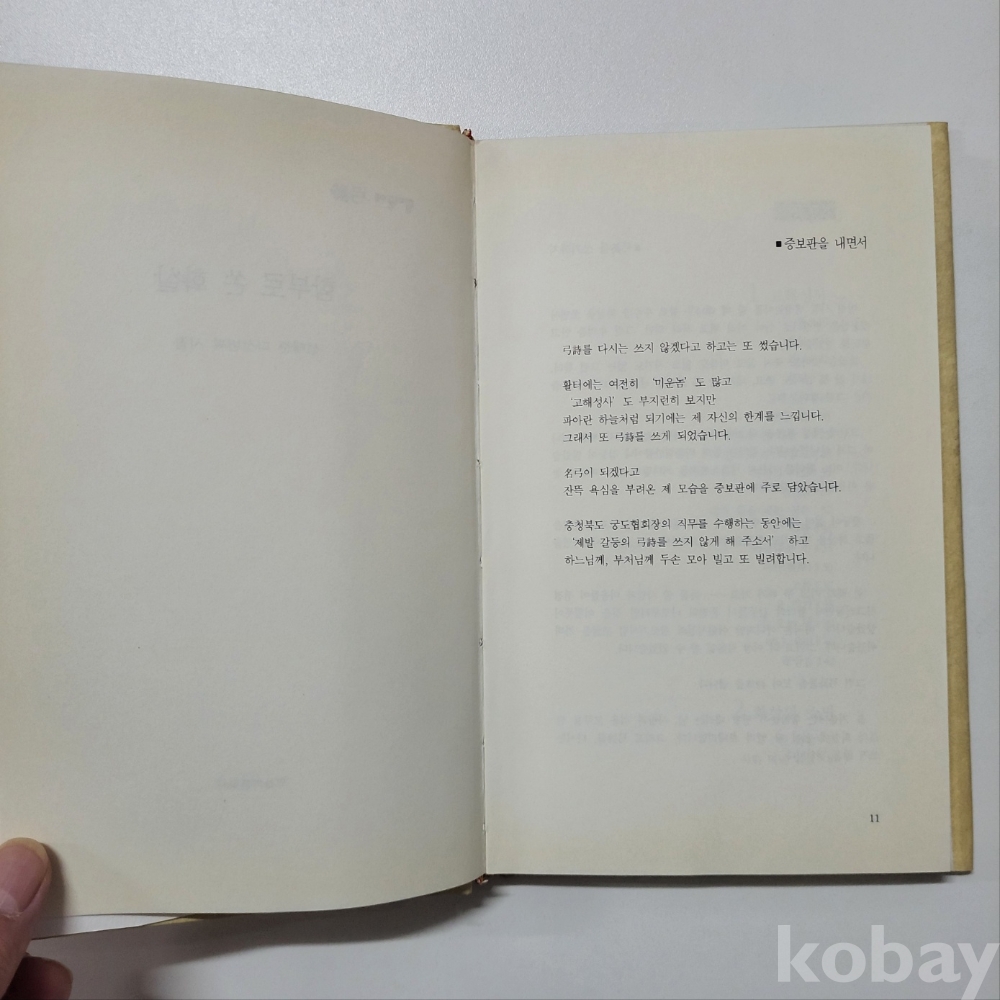 ■증보판을 내면서
弓詩를 다시는 쓰지 않겠다고 하고는 또 썼습니다.
활터에는 여전히 '미운놈'도 많고
'고해성사'도 부지런히 보지만
파아란 하늘처럼 되기에는 제 자신의 한계를 느낍니다.
그래서 또 弓詩를 쓰게 되었습니다.
名弓이 되겠다고
잔뜩 욕심을 부려온 제 모습을 증보판에 주로 담았습니다.
충청북도 궁도협회장의 직무를 수행하는 동안에는
'제발 갈등의 弓詩를 쓰지 않게 해 주소서' 하고
하느님께, 부처님께 두손 모아 빌고 또 빌려합니다.
11
kobay